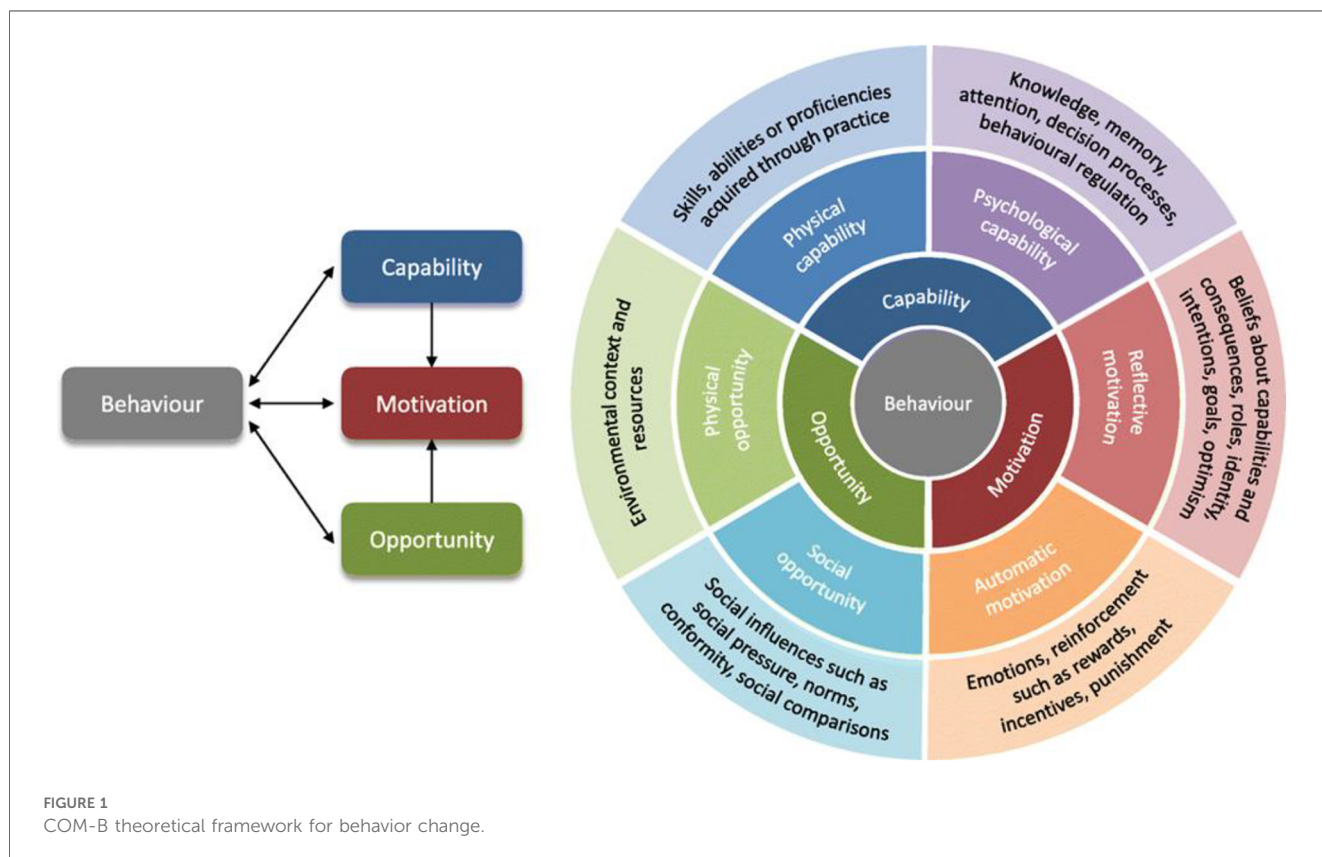 Capability
Behaviour
Motivation
Opportunity
Skills, abilities or proficiencies
acquired through practice
Knowledge, memory,
attention, decision processes,
behavioural regulation
Physical
capability
Psychological
capability
Capability
Environmental context and
resources
Physical
opportunity
Opportunity
Behaviour
Motivation
Reflective
motivation
Beliefs about capabilities and
consequences, roles, identity,
intentions, goals, optimism
Social
opportunity
Automatic
motivation
Social influences such as
social pressure, norms,
conformity, social comparisons
Emotions, reinforcement
such as rewards,
incentives, punishment
FIGURE 1
COM-B theoretical framework for behavior change.